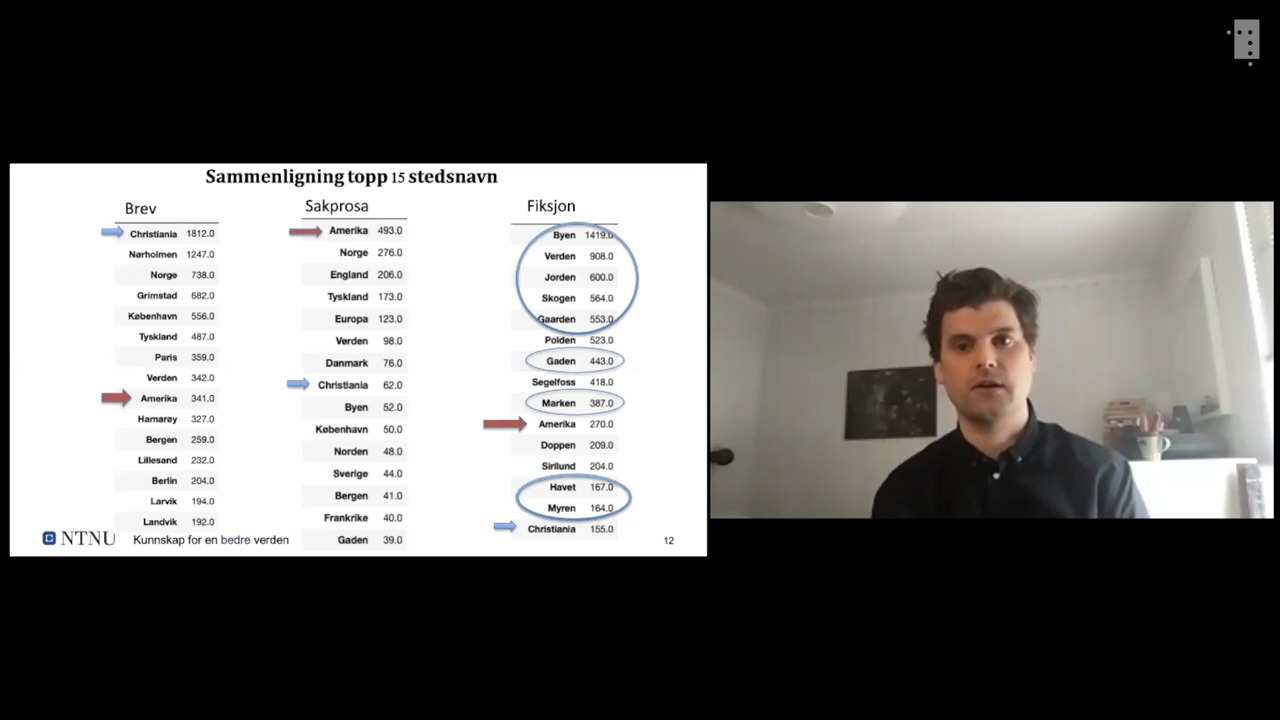 Sammenligning topp 15 stedsnavn
Brev
Christiania 1812.0
Nørholmen 1247.0
Norge 738.0
Grimstad 682.0
København 556.0
Tyskland 487.0
Paris 359.0
Verden 342.0
Amerika 341.0
Hamarøy 327.0
Bergen 259.0
Lillesand 232.0
Berlin 204.0
Larvik 194.0
Landvik 192.0
Sakprosa
Amerika 493.0
Norge 276.0
England 206.0
Tyskland 173.0
Europa 123.0
Verden 98.0
Danmark 76.0
Christiania 62.0
Byen 52.0
København 50.0
Norden 48.0
Sverige 44.0
Bergen 41.0
Frankrike 40.0
Gaden 39.0
Fiksjon
Byen 1419.0
Verden 908.0
Jorden 600.0
Skogen 564.0
Gaarden 553.0
Polden 523.0
Gaden 443.0
Segelfoss 418.0
Marken 387.0
Amerika 270.0
Doppen 209.0
Sirilund 204.0
Havet 167.0
Myren 164.0
Christiania 155.0
NTNU Kunnskap for en bedre verden
12